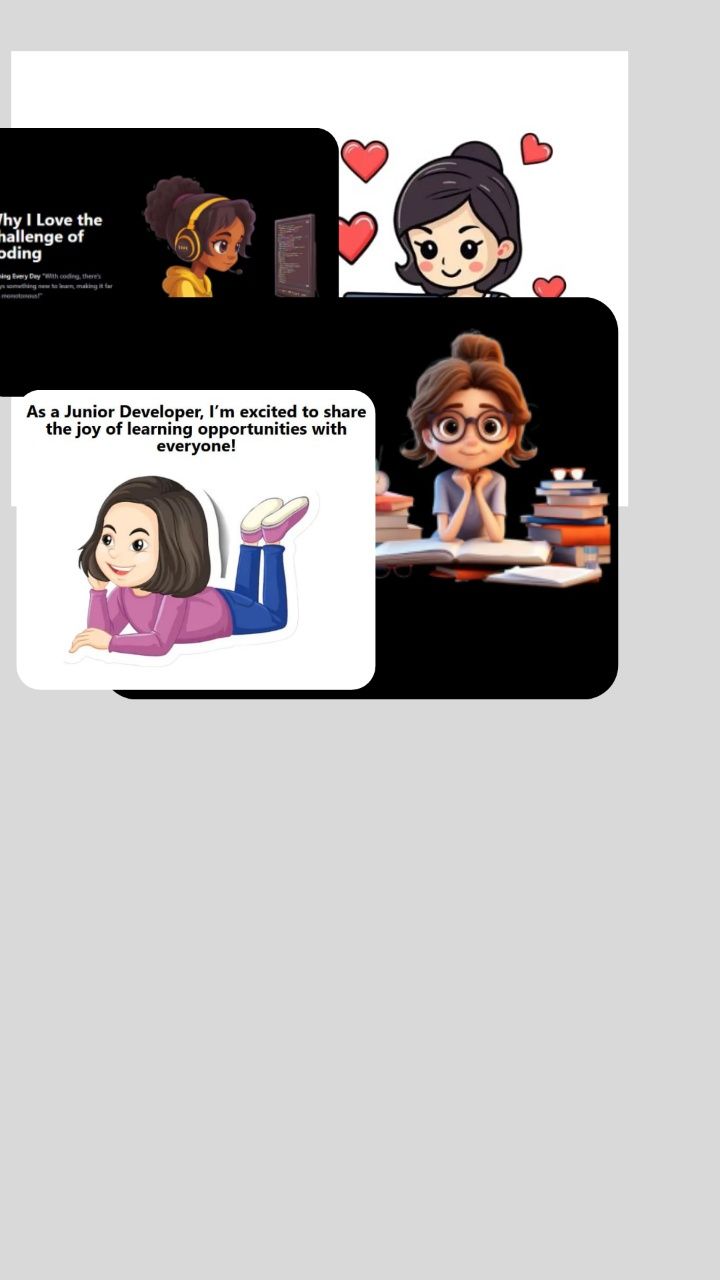 hy I Love the
hallenge of
oding
ning Every Day "With coding, there's
ys something new to learn, making it far
monotonous!"
As a Junior Developer, I'm excited to share
the joy of learning opportunities with
everyone!